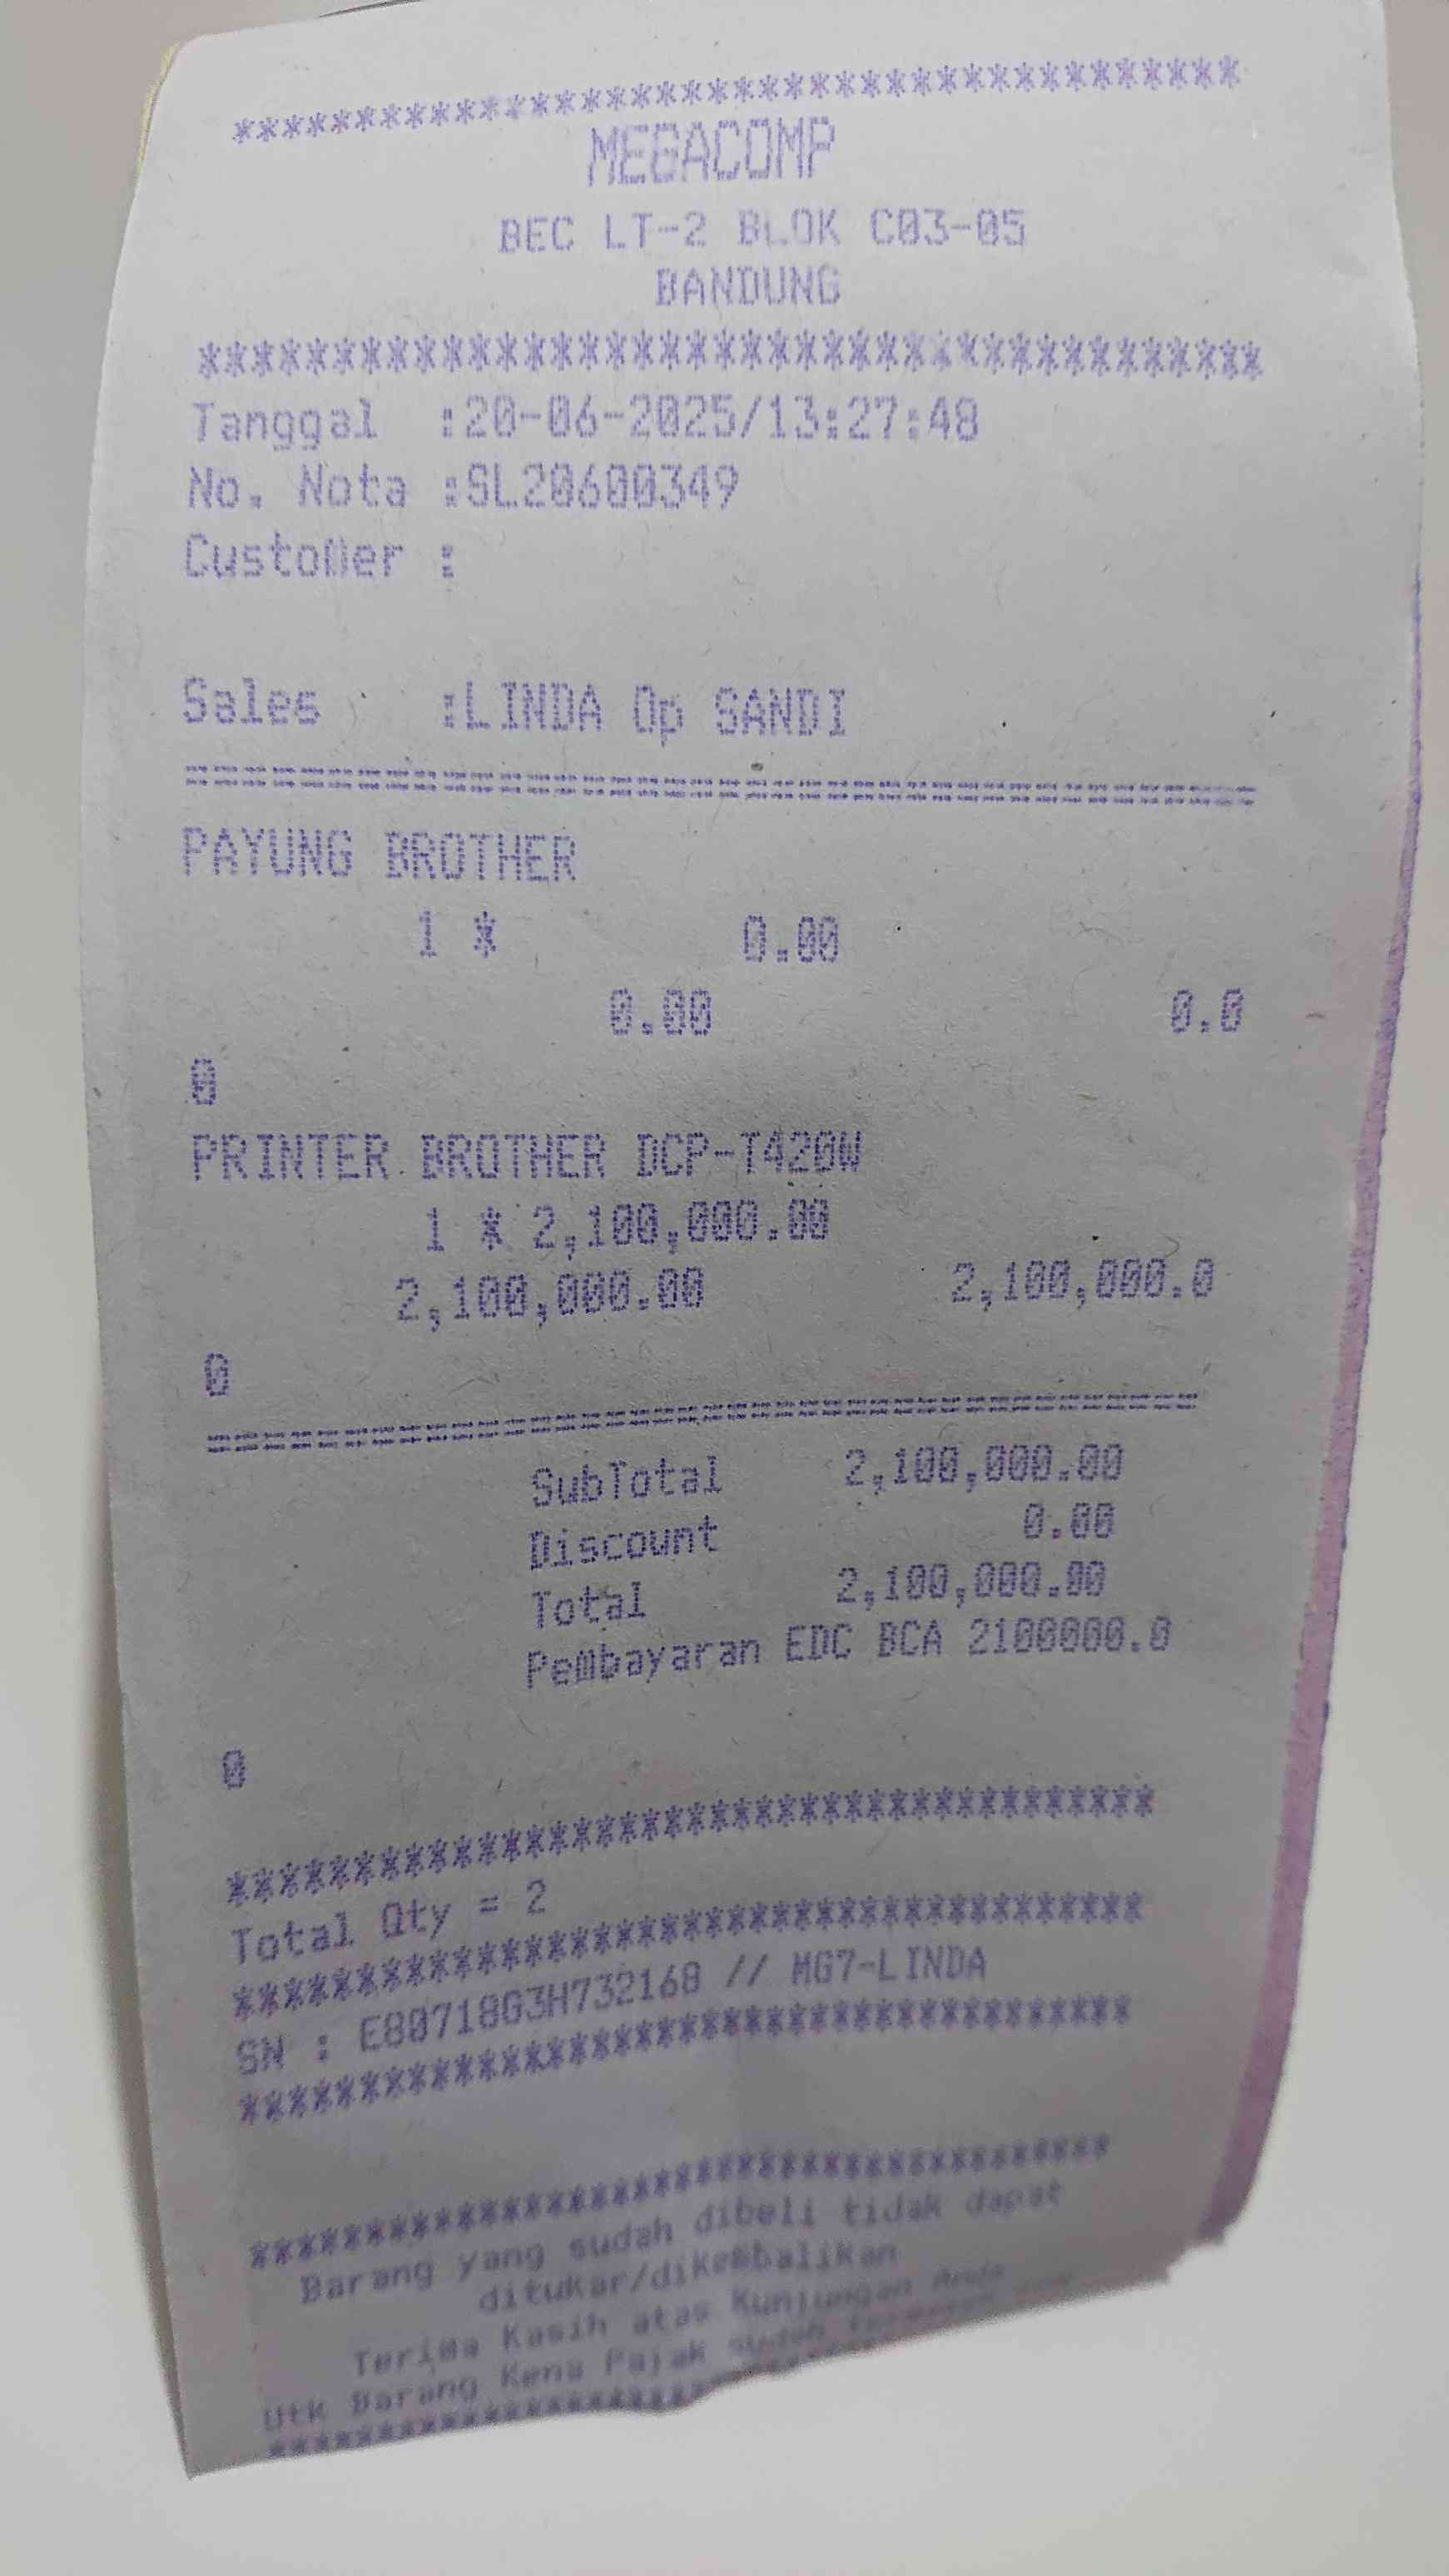 ****************************************
MEGACOMP
BEC LT-2 BLOK C03-05
BANDUNG
****************************************
Tanggal :20-06-2025/13:27:48
No. Nota :SL20600349
Customer :
Sales :LINDA Op SANDI
========================================
PAYUNG BROTHER
1 * 0.00
0.00 0.0
0
PRINTER BROTHER DCP-T420W
1 * 2,100,000.00
2,100,000.00 2,100,000.0
0
========================================
SubTotal 2,100,000.00
Discount 0.00
Total 2,100,000.00
Pembayaran EDC BCA 2100000.0
0
****************************************
Total Qty = 2
****************************************
SN : E80718G3H732168 // MG7-LINDA
****************************************
****************************************
Barang yang sudah dibeli tidak dapat
ditukar/dikembalikan
Terima Kasih atas Kunjungan Anda
Utk Barang Kena Pajak sudah
****************************************